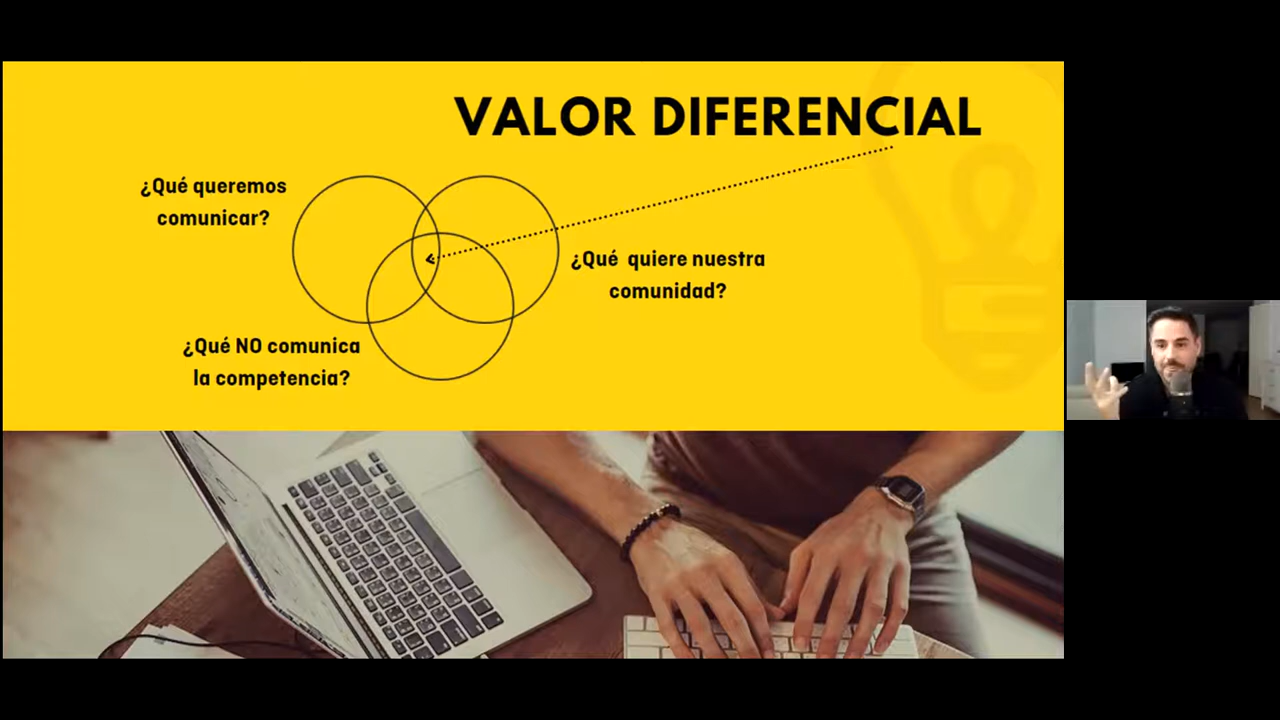 VALOR DIFERENCIAL
¿Qué queremos
comunicar?
¿Qué quiere nuestra
comunidad?
¿Qué NO comunica
la competencia?